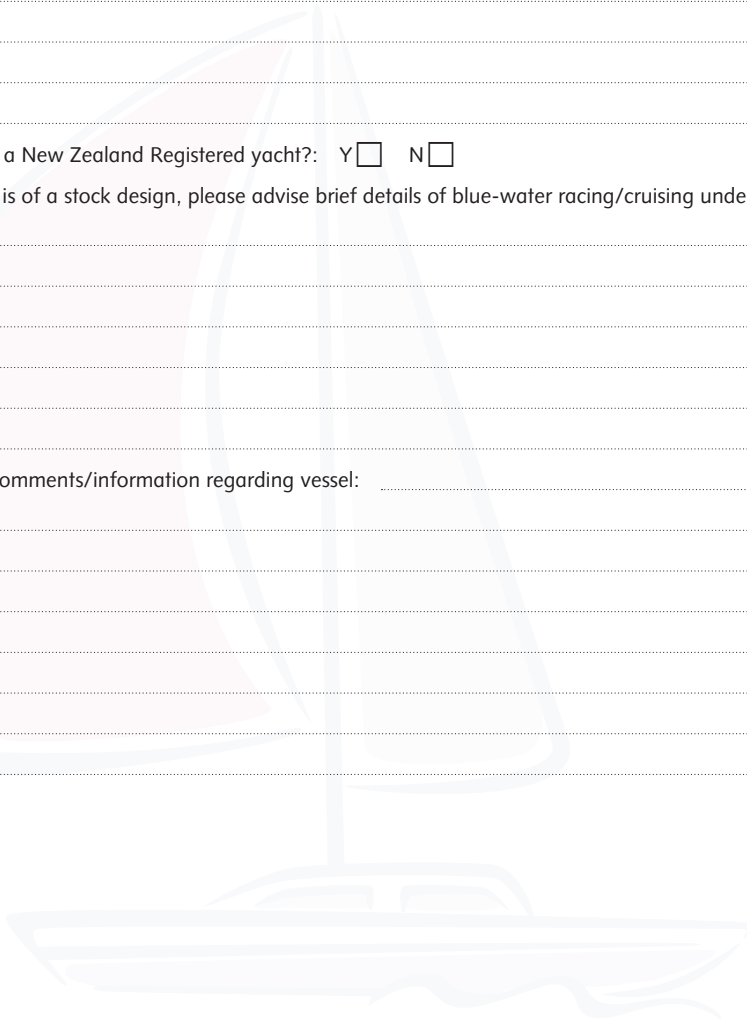 a New Zealand Registered yacht?: Y N
is of a stock design, please advise brief details of blue-water racing/cruising unde
omments/information regarding vessel: